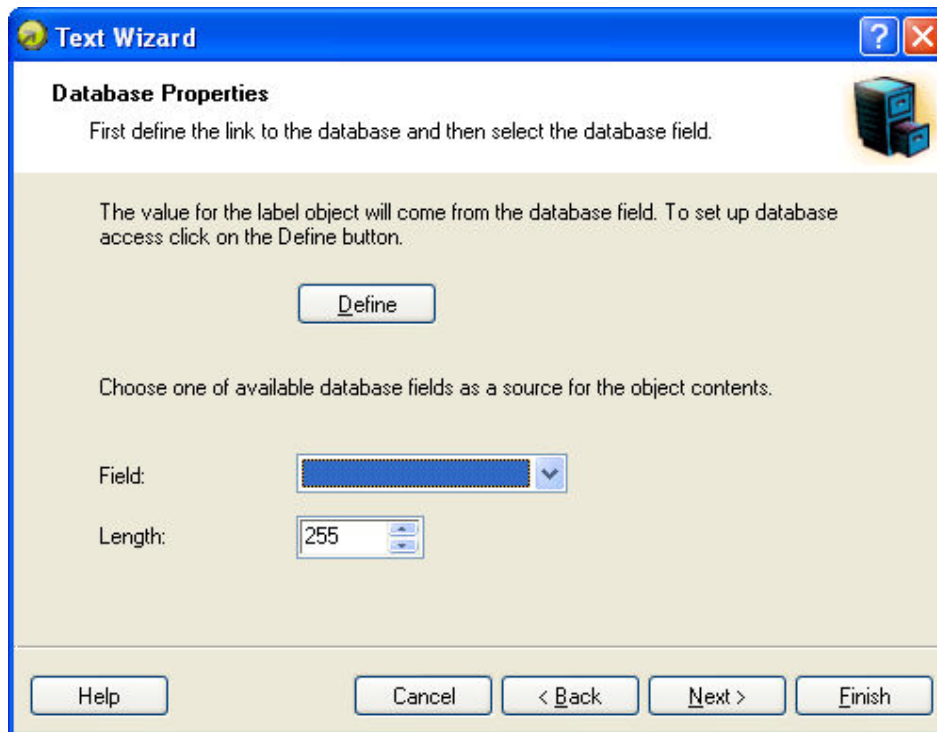 Text Wizard
?
Database Properties
First define the link to the database and then select the database field.
The value for the label object will come from the database field. To set up database
access click on the Define button.
Define
Choose one of available database fields as a source for the object contents.
Field:
Length:
255
Help
Cancel
< Back
Next >
Finish